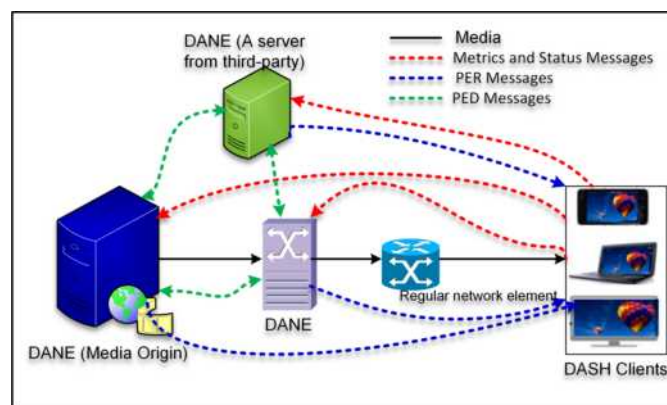 DANE (A server
from third-party)
Media
Metrics and Status Messages
PER Messages
PED Messages
Regular network element
DANE
DANE (Media Origin)
DASH Clients